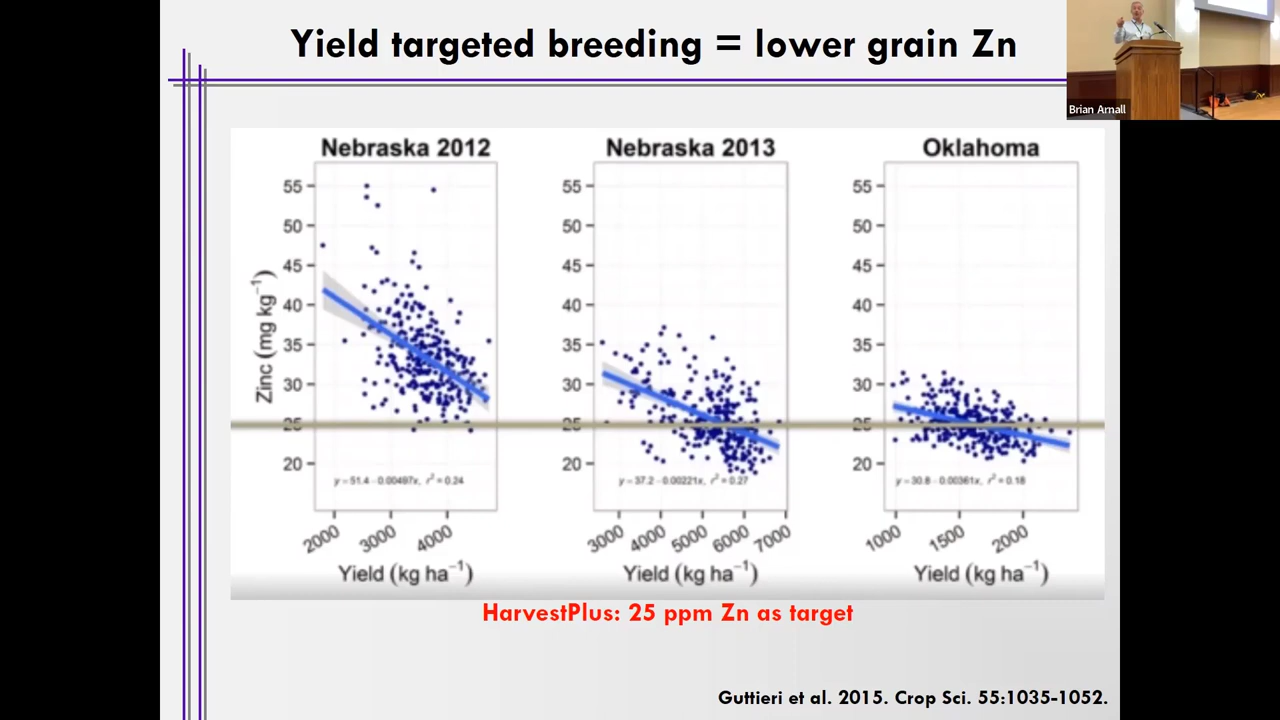 Yield targeted breeding = lower grain Zn
Brian Arnall
Nebraska 2012
Nebraska 2013
Oklahoma
Zinc (mg kg⁻¹)
55
50
45
40
35
30
25
20
y = 51.4 - 0.00497x, r² = 0.24
2000
3000
4000
Yield (kg ha⁻¹)
55
50
45
40
35
30
25
20
y = 37.2 - 0.00221x, r² = 0.27
3000
4000
5000
6000
7000
Yield (kg ha⁻¹)
55
50
45
40
35
30
25
20
y = 30.8 - 0.00361x, r² = 0.18
1000
1500
2000
Yield (kg ha⁻¹)
HarvestPlus: 25 ppm Zn as target
Guttieri et al. 2015. Crop Sci. 55:1035-1052.